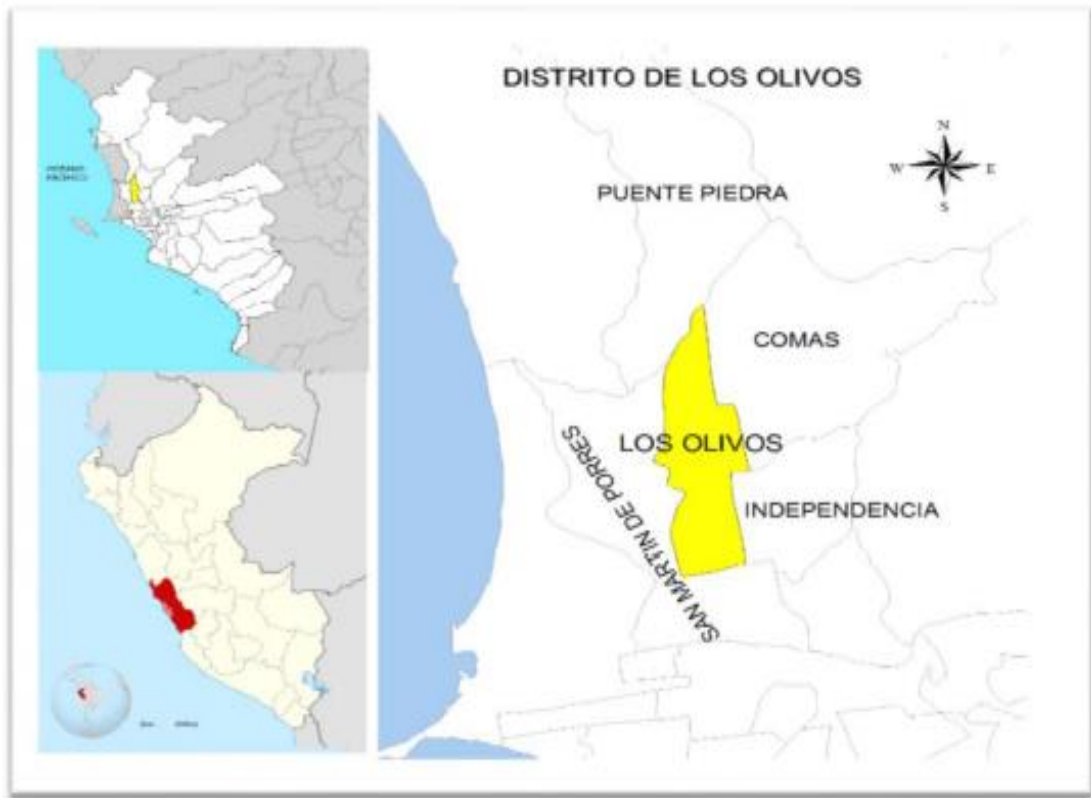 DISTRITO DE LOS OLIVOS
N
W E
S
PUENTE PIEDRA
COMAS
LOS OLIVOS
SAN MARTIN DE PORRES
INDEPENDENCIA